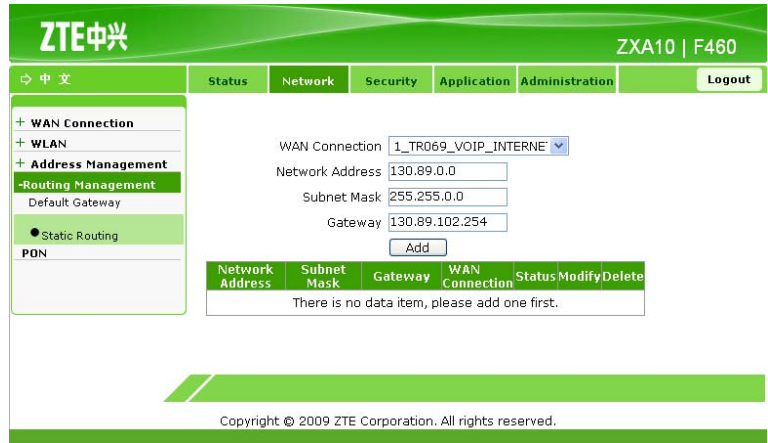 ZTE中兴
ZXA10 | F460
中 文
Status Network Security Application Administration Logout
+ WAN Connection
+ WLAN
+ Address Management
-Routing Management
Default Gateway
Static Routing
PON
WAN Connection 1_TR069_VOIP_INTERNET
Network Address 130.89.0.0
Subnet Mask 255.255.0.0
Gateway 130.89.102.254
Add
Network Address Subnet Mask Gateway WAN Connection Status Modify Delete
There is no data item, please add one first.
Copyright © 2009 ZTE Corporation. All rights reserved.